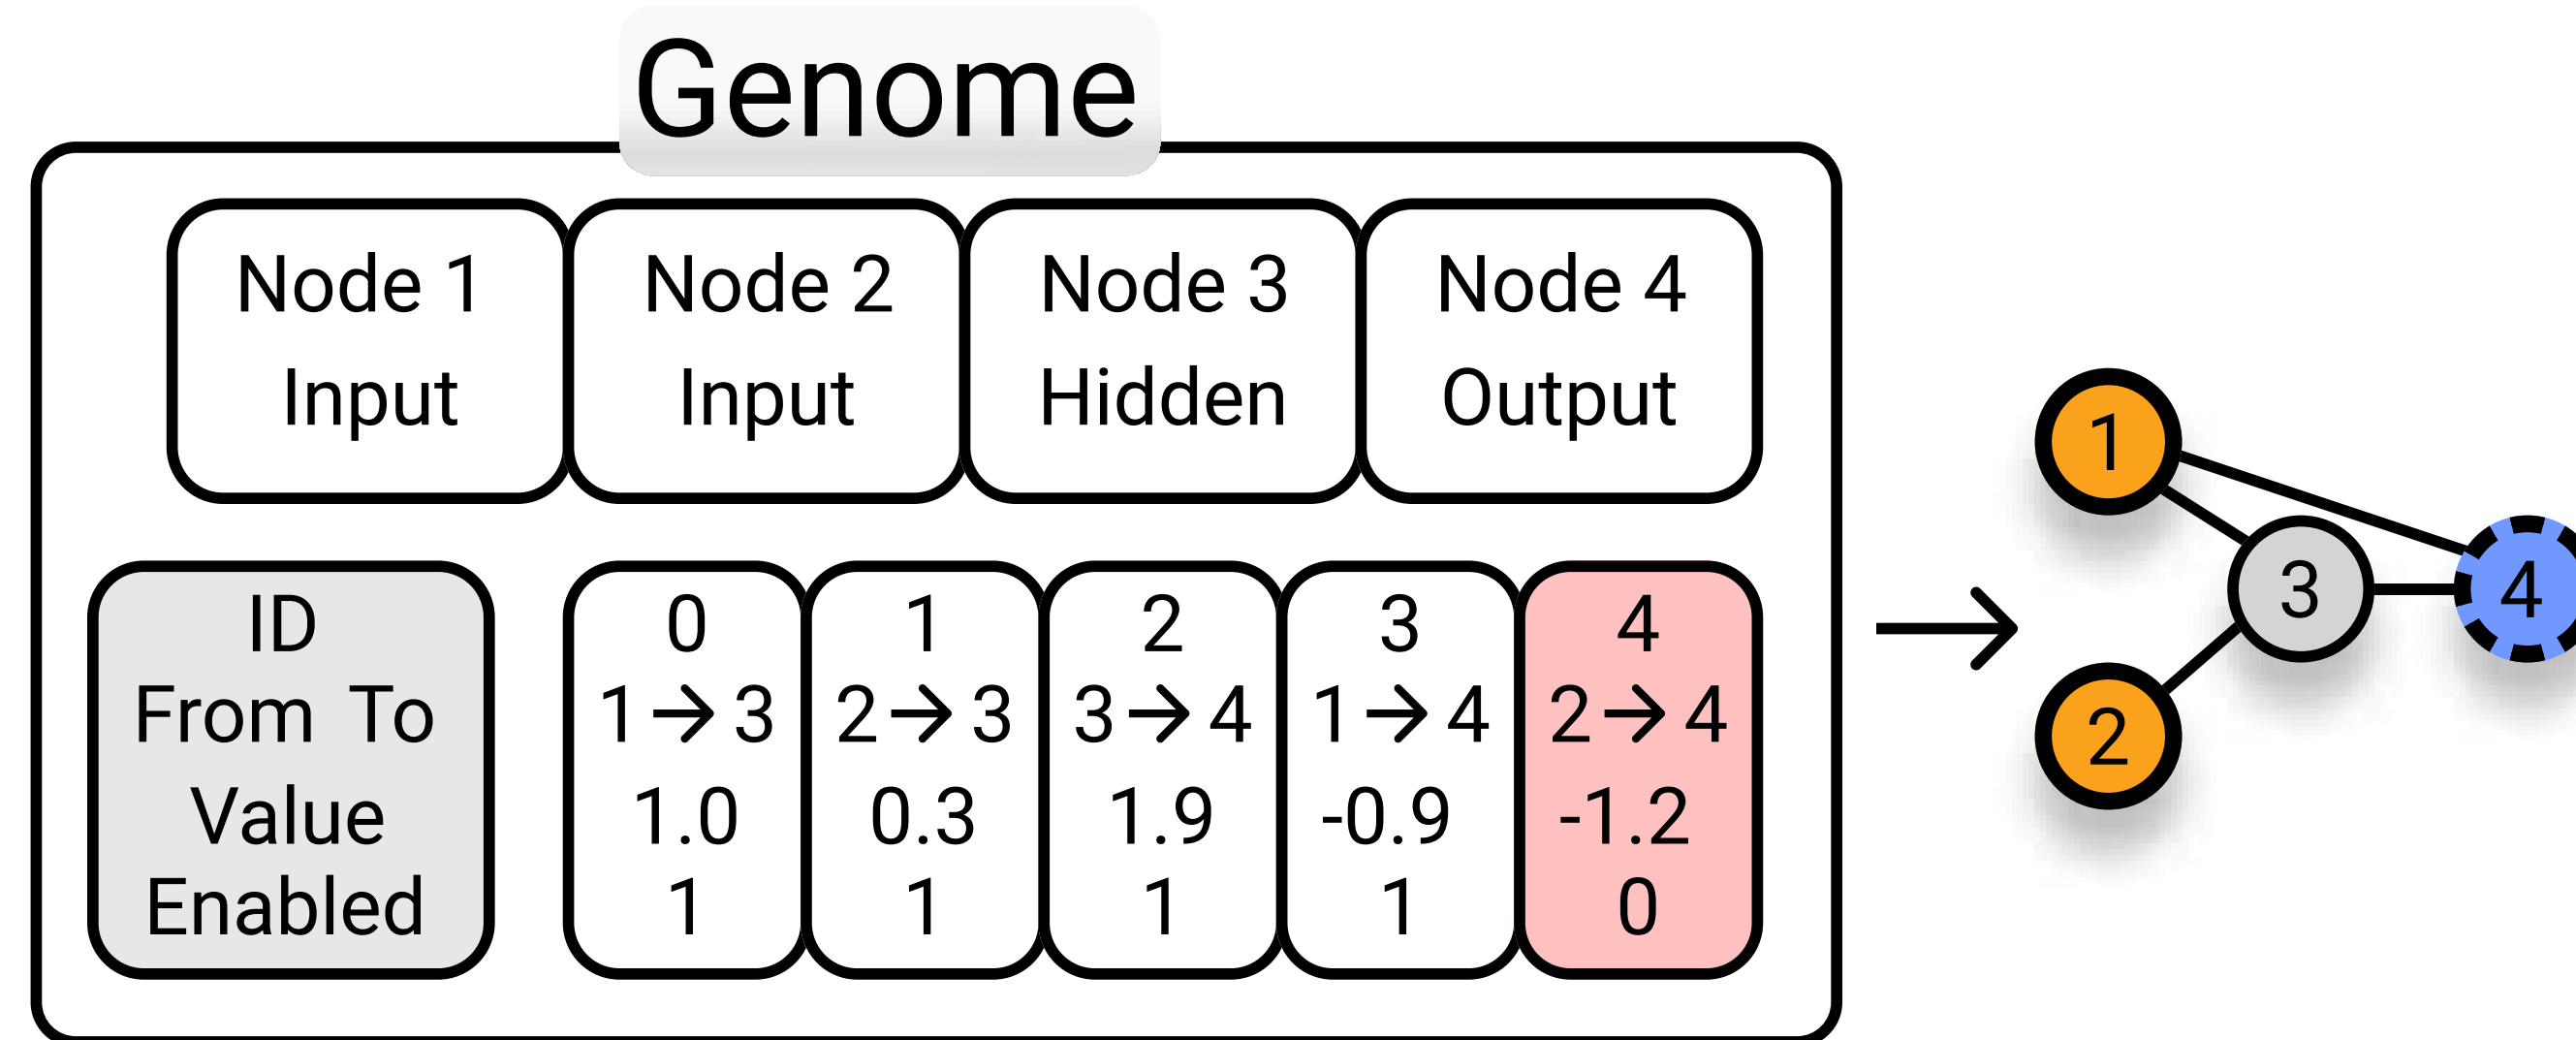 Genome
Node 1 Node 2 Node 3 Node 4
Input Input Hidden Output
ID 0 1 2 3 4
From To 1→3 2→3 3→4 1→4 2→4
Value 1.0 0.3 1.9 -0.9 -1.2
Enabled 1 1 1 1 0
1
3 4
2